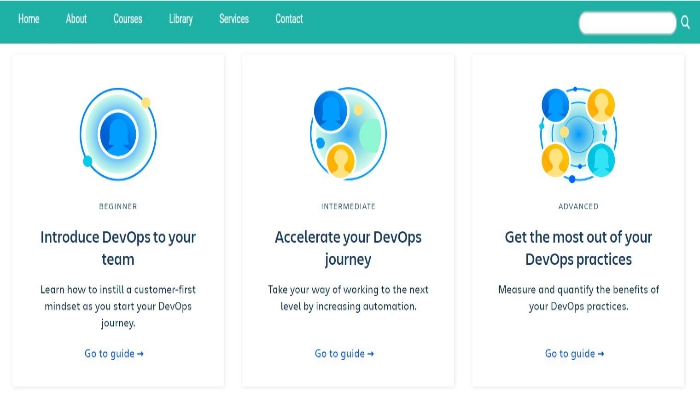 Home About Courses Library Services Contact
BEGINNER
Introduce DevOps to your
team
Learn how to instill a customer-first
mindset as you start your DevOps
journey.
Go to guide →
INTERMEDIATE
Accelerate your DevOps
journey
Take your way of working to the next
level by increasing automation.
Go to guide →
ADVANCED
Get the most out of your
DevOps practices
Measure and quantify the benefits of
your DevOps practices.
Go to guide →